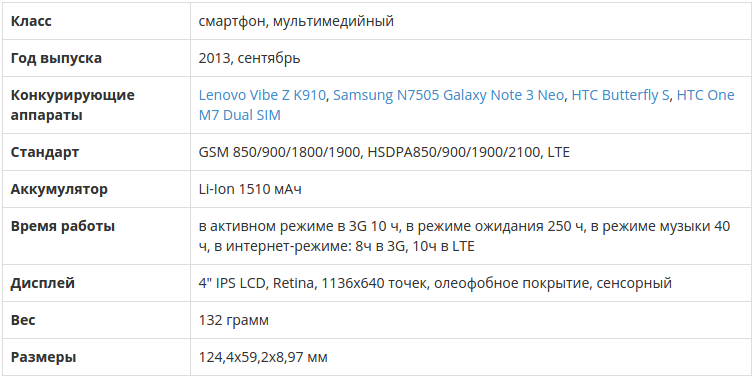 Класс смартфон, мультимедийный
Год выпуска 2013, сентябрь
Конкурирующие аппараты Lenovo Vibe Z K910, Samsung N7505 Galaxy Note 3 Neo, HTC Butterfly S, HTC One
M7 Dual SIM
Стандарт GSM 850/900/1800/1900, HSDPA850/900/1900/2100, LTE
Аккумулятор Li-Ion 1510 мАч
Время работы в активном режиме в 3G 10 ч, в режиме ожидания 250 ч, в режиме музыки 40
ч, в интернет-режиме: 8ч в 3G, 10ч в LTE
Дисплей 4" IPS LCD, Retina, 1136x640 точек, олеофобное покрытие, сенсорный
Вес 132 грамм
Размеры 124,4x59,2x8,97 мм